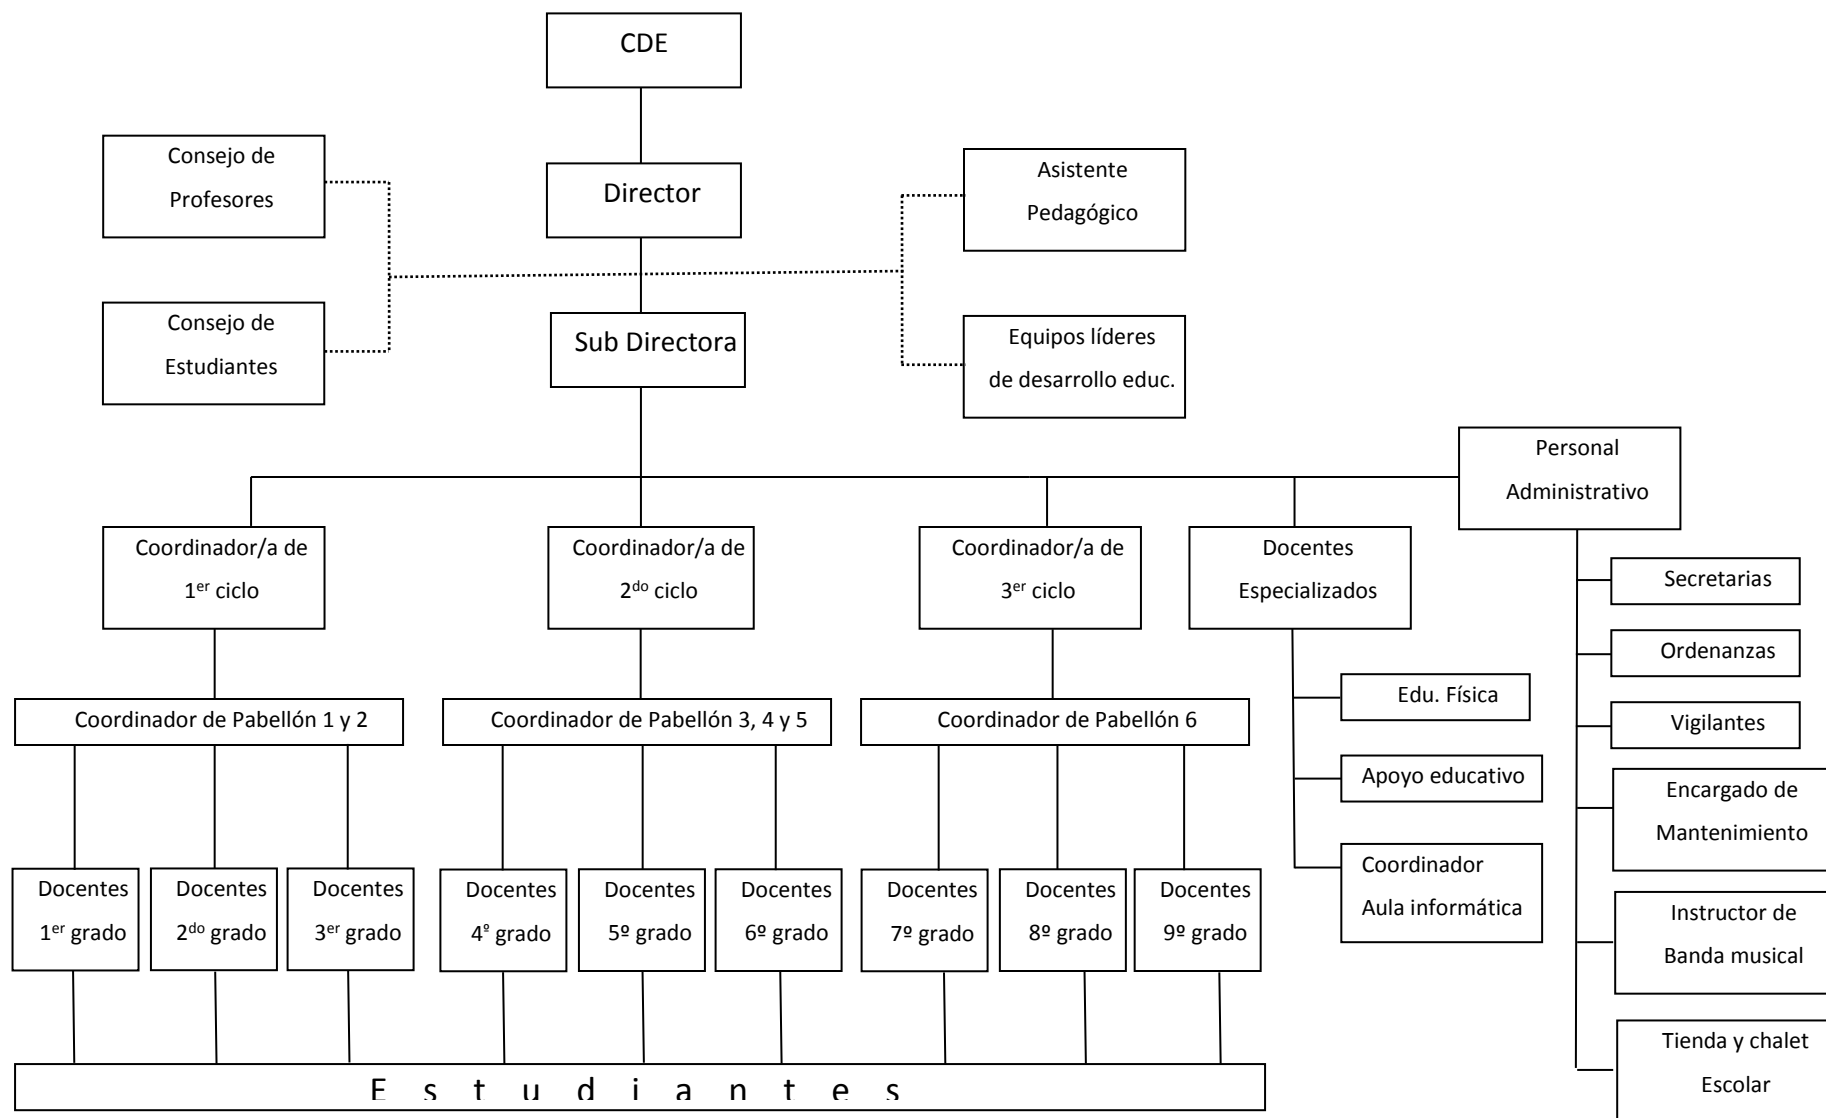 CDE
Consejo de
Profesores
Director
Asistente
Pedagógico
Consejo de
Estudiantes
Sub Directora
Equipos líderes
de desarrollo educ.
Personal
Administrativo
Coordinador/a de
1er ciclo
Coordinador/a de
2do ciclo
Coordinador/a de
3er ciclo
Docentes
Especializados
Secretarias
Ordenanzas
Vigilantes
Encargado de
Mantenimiento
Instructor de
Banda musical
Tienda y chalet
Escolar
Edu. Física
Apoyo educativo
Coordinador
Aula informática
Coordinador de Pabellón 1 y 2
Coordinador de Pabellón 3, 4 y 5
Coordinador de Pabellón 6
Docentes
1er grado
Docentes
2do grado
Docentes
3er grado
Docentes
4º grado
Docentes
5º grado
Docentes
6º grado
Docentes
7º grado
Docentes
8º grado
Docentes
9º grado
E s t u d i a n t e s